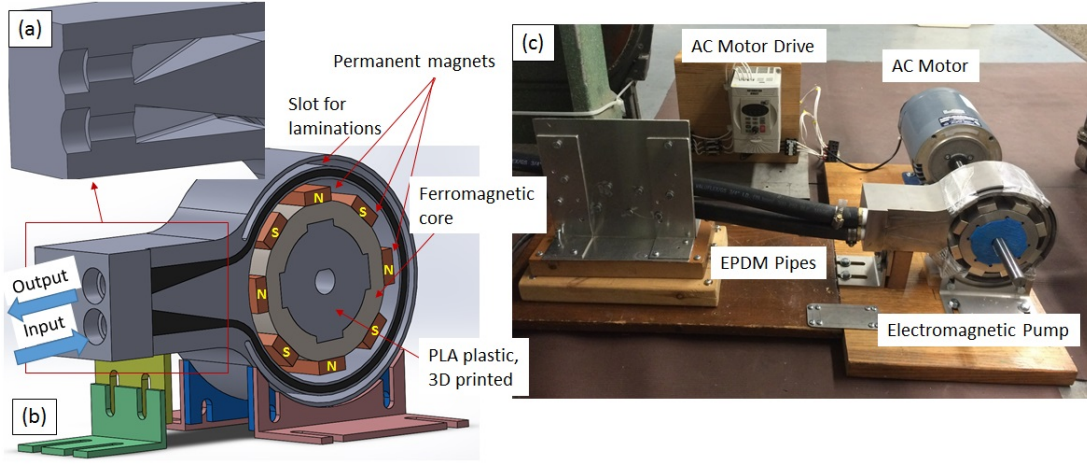 (a)
Permanent magnets
Slot for
laminations
Ferromagnetic
core
N
S
S
N
N
S
S
N
Output
Input
PLA plastic,
3D printed
(b)
(c)
AC Motor Drive
AC Motor
EPDM Pipes
Electromagnetic Pump